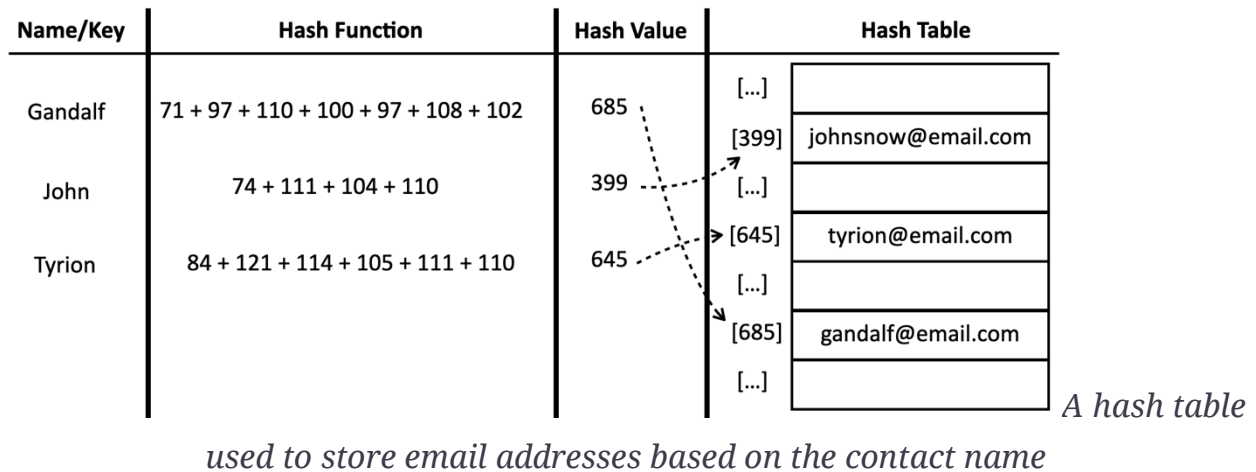 Name/Key Hash Function Hash Value Hash Table
[...]
Gandalf 71 + 97 + 110 + 100 + 97 + 108 + 102 685
[399] johnsnow@email.com
John 74 + 111 + 104 + 110 399 [...]
[645] tyrion@email.com
Tyrion 84 + 121 + 114 + 105 + 111 + 110 645
[...]
[685] gandalf@email.com
[...]
A hash table
used to store email addresses based on the contact name